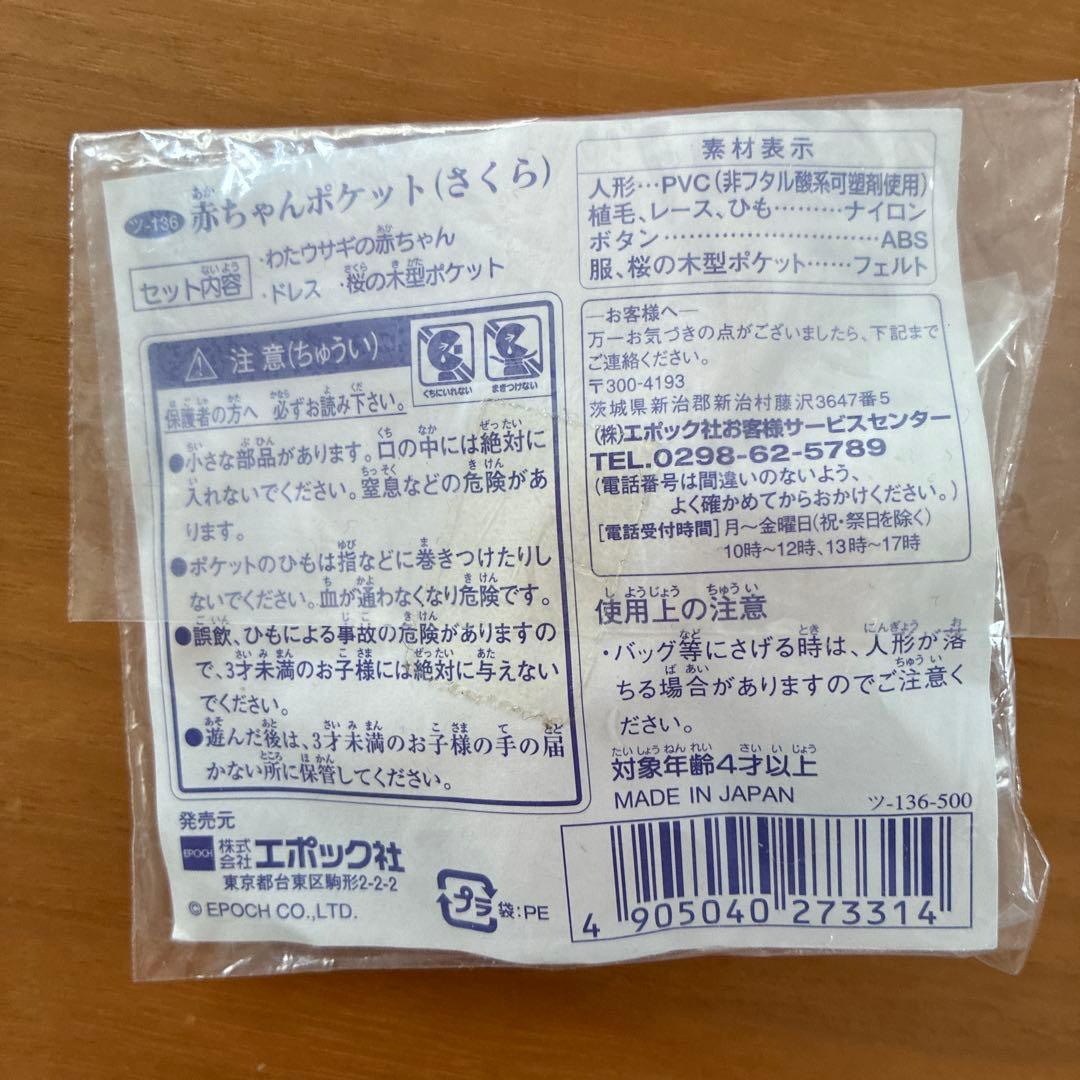 ツ-136 赤ちゃんポケット(さくら)
セット内容
・わたウサギの赤ちゃん
・ドレス ・桜の木型ポケット
注意(ちゅうい)
くちにいれない
まきつけない
保護者の方へ 必ずお読み下さい。
●小さな部品があります。口の中には絶対に
入れないでください。窒息などの危険があ
ります。
●ポケットのひもは指などに巻きつけたりし
ないでください。血が通わなくなり危険です。
●誤飲、ひもによる事故の危険がありますの
で、3才未満のお子様には絶対に与えない
でください。
●遊んだ後は、3才未満のお子様の手の届
かない所に保管してください。
発売元
EPOCH 株式会社 エポック社
東京都台東区駒形2-2-2
© EPOCH CO.,LTD.
プラ 袋:PE
素材表示
人形…PVC(非フタル酸系可塑剤使用)
植毛、レース、ひも………ナイロン
ボタン…………………………ABS
服、桜の木型ポケット……フェルト
―お客様へ―
万一お気づきの点がございましたら、下記まで
ご連絡ください。
〒300-4193
茨城県新治郡新治村藤沢3647番5
(株)エポック社お客様サービスセンター
TEL.0298-62-5789
(電話番号は間違いのないよう、
よく確かめてからおかけください。)
[電話受付時間]月~金曜日(祝・祭日を除く)
10時~12時、13時~17時
使用上の注意
・バッグ等にさげる時は、人形が落
ちる場合がありますのでご注意く
ださい。
対象年齢4才以上
MADE IN JAPAN
ツ-136-500
4 905040 273314